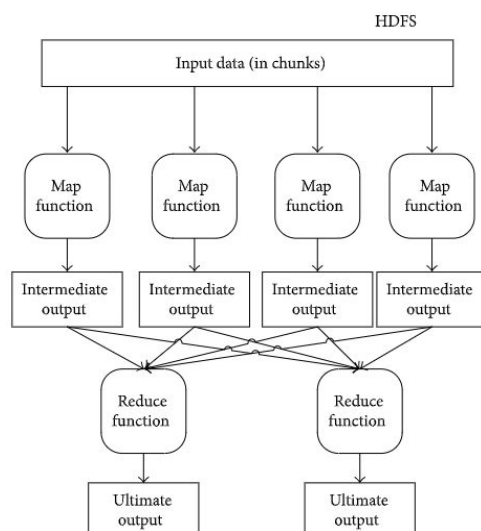 HDFS
Input data (in chunks)
Map
function
Map
function
Map
function
Map
function
Intermediate
output
Intermediate
output
Intermediate
output
Intermediate
output
Reduce
function
Reduce
function
Ultimate
output
Ultimate
output